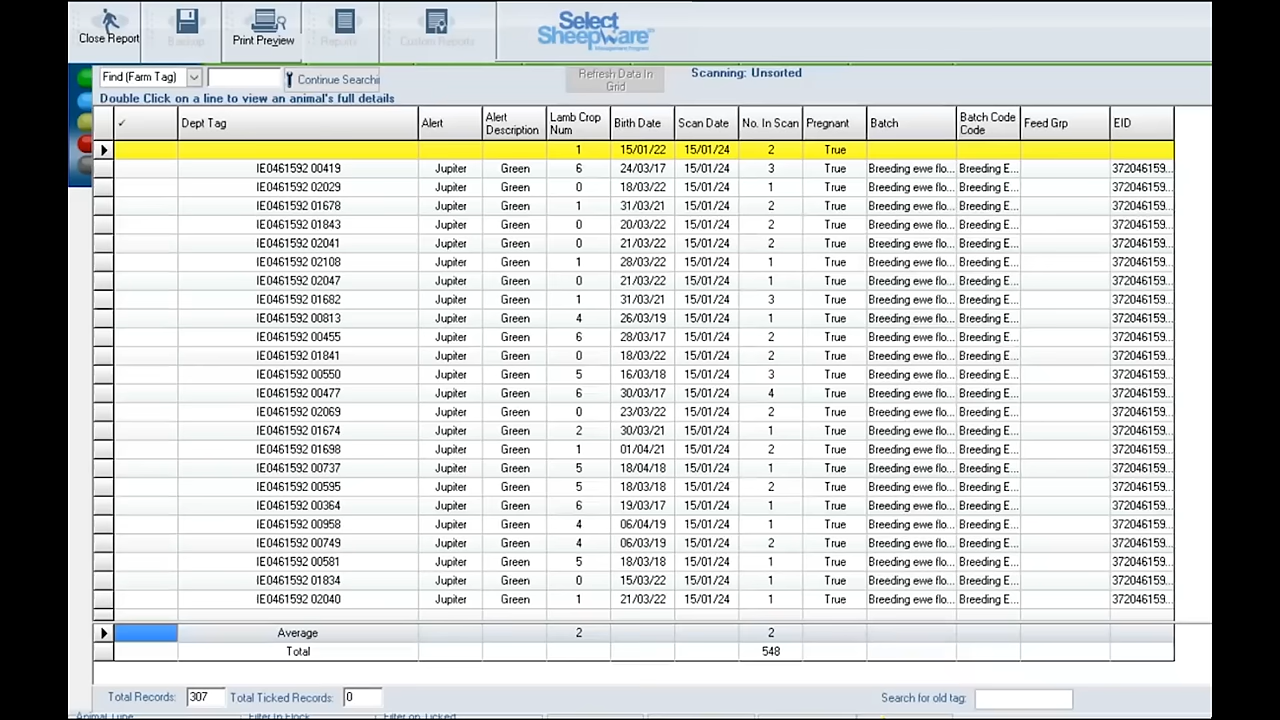 Close Report
Backup
Print Preview
Reports
Custom Reports
Select
SheepWare
Find (Farm Tag)
Continue Searchi
Refresh Data In
Grid
Scanning: Unsorted
Double Click on a line to view an animal's full details
✓ Dept Tag Alert Alert Description Lamb Crop Num Birth Date Scan Date No. In Scan Pregnant Batch Batch Code Code Feed Grp EID
1 15/01/22 15/01/24 2 True
IE0461592 00419 Jupiter Green 6 24/03/17 15/01/24 3 True Breeding ewe flo... Breeding E... 372046159...
IE0461592 02029 Jupiter Green 0 18/03/22 15/01/24 1 True Breeding ewe flo... Breeding E... 372046159...
IE0461592 01678 Jupiter Green 1 31/03/21 15/01/24 2 True Breeding ewe flo... Breeding E... 372046159...
IE0461592 01843 Jupiter Green 0 20/03/22 15/01/24 2 True Breeding ewe flo... Breeding E... 372046159...
IE0461592 02041 Jupiter Green 0 21/03/22 15/01/24 2 True Breeding ewe flo... Breeding E... 372046159...
IE0461592 02108 Jupiter Green 1 28/03/22 15/01/24 1 True Breeding ewe flo... Breeding E... 372046159...
IE0461592 02047 Jupiter Green 0 21/03/22 15/01/24 1 True Breeding ewe flo... Breeding E... 372046159...
IE0461592 01682 Jupiter Green 1 31/03/21 15/01/24 3 True Breeding ewe flo... Breeding E... 372046159...
IE0461592 00813 Jupiter Green 4 26/03/19 15/01/24 1 True Breeding ewe flo... Breeding E... 372046159...
IE0461592 00455 Jupiter Green 6 28/03/17 15/01/24 2 True Breeding ewe flo... Breeding E... 372046159...
IE0461592 01841 Jupiter Green 0 18/03/22 15/01/24 2 True Breeding ewe flo... Breeding E... 372046159...
IE0461592 00550 Jupiter Green 5 16/03/18 15/01/24 3 True Breeding ewe flo... Breeding E... 372046159...
IE0461592 00477 Jupiter Green 6 30/03/17 15/01/24 4 True Breeding ewe flo... Breeding E... 372046159...
IE0461592 02069 Jupiter Green 0 23/03/22 15/01/24 2 True Breeding ewe flo... Breeding E... 372046159...
IE0461592 01674 Jupiter Green 2 30/03/21 15/01/24 1 True Breeding ewe flo... Breeding E... 372046159...
IE0461592 01698 Jupiter Green 1 01/04/21 15/01/24 2 True Breeding ewe flo... Breeding E... 372046159...
IE0461592 00737 Jupiter Green 5 18/04/18 15/01/24 1 True Breeding ewe flo... Breeding E... 372046159...
IE0461592 00595 Jupiter Green 5 18/03/18 15/01/24 2 True Breeding ewe flo... Breeding E... 372046159...
IE0461592 00364 Jupiter Green 6 19/03/17 15/01/24 1 True Breeding ewe flo... Breeding E... 372046159...
IE0461592 00958 Jupiter Green 4 06/04/19 15/01/24 1 True Breeding ewe flo... Breeding E... 372046159...
IE0461592 00749 Jupiter Green 4 06/03/19 15/01/24 2 True Breeding ewe flo... Breeding E... 372046159...
IE0461592 00581 Jupiter Green 5 18/03/18 15/01/24 1 True Breeding ewe flo... Breeding E... 372046159...
IE0461592 01834 Jupiter Green 0 15/03/22 15/01/24 1 True Breeding ewe flo... Breeding E... 372046159...
IE0461592 02040 Jupiter Green 1 21/03/22 15/01/24 1 True Breeding ewe flo... Breeding E... 372046159...
Average 2 2
Total 548
Total Records: 307 Total Ticked Records: 0 Search for old tag:
Animal Type Filter in Flock Filter on Ticked